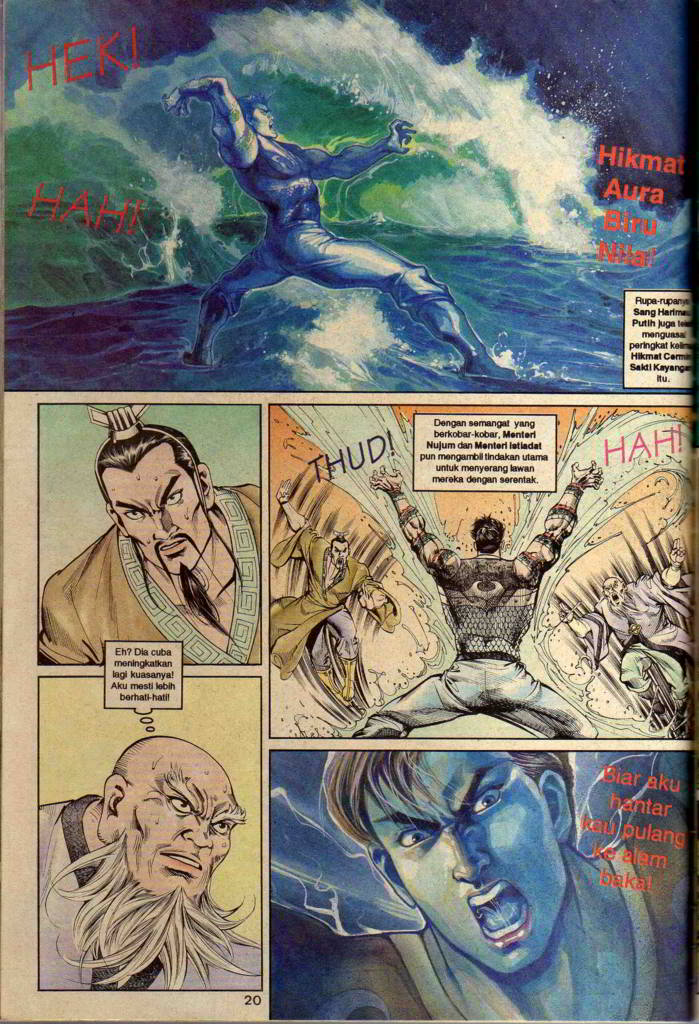 HEK!
HAH!
Hikmat
Aura
Biru
Nila!
Rupa-rupanya
Sang Harimau
Putih juga
menguasai
peringkat kelima
Hikmat
Sakti Kayangan
itu.
Dengan semangat yang
berkobar-kobar, Menteri
Nujum dan Menteri Istiadat
pun mengambil tindakan utama
untuk menyerang lawan
mereka dengan serentak.
THUD!
HAH!
Eh? Dia cuba
meningkatkan
lagi kuasanya!
Aku mesti lebih
berhati-hati!
Biar aku
hantar
kau pulang
ke alam
baka!
20